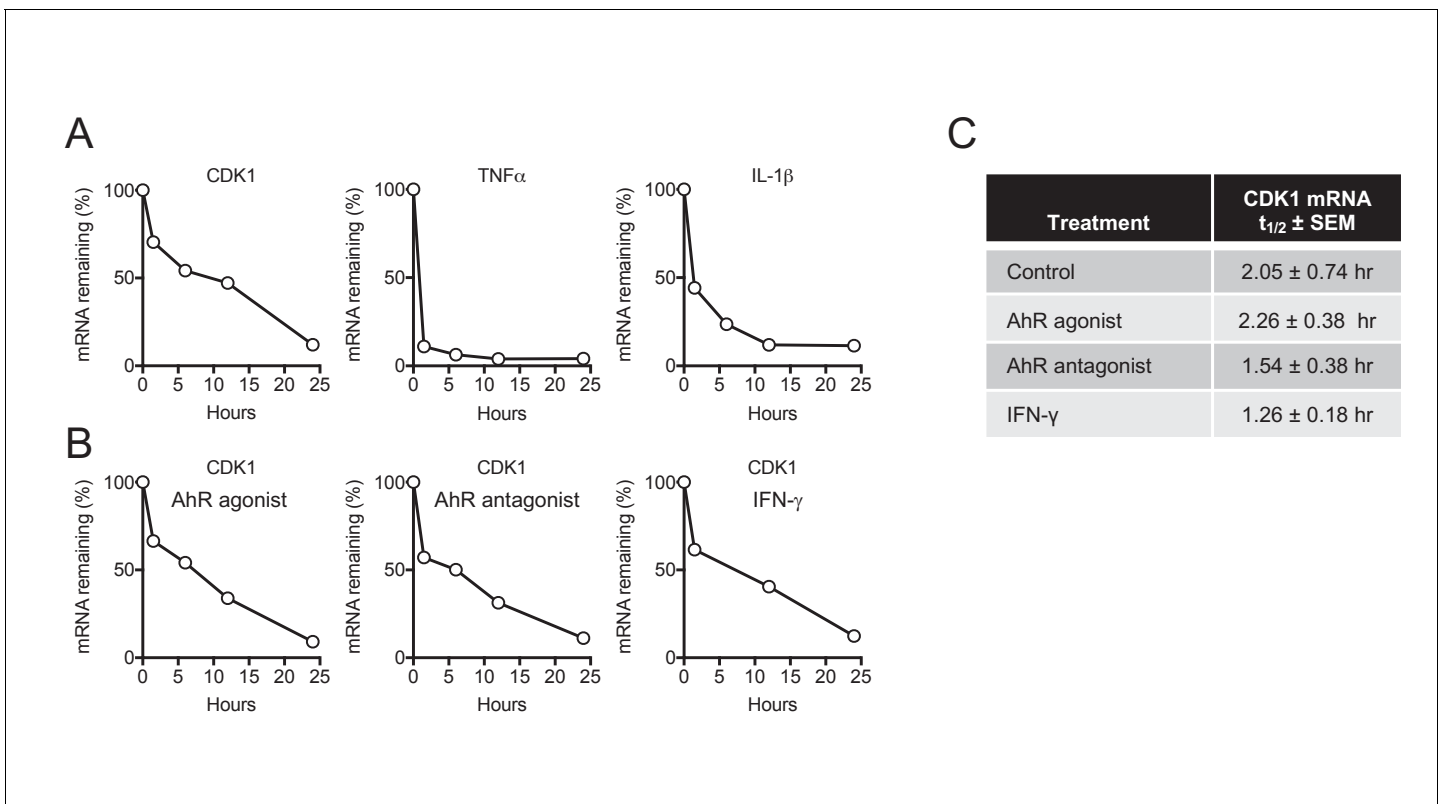 A
CDK1
mRNA remaining (%)
100
50
0
0 5 10 15 20 25
Hours
TNFα
mRNA remaining (%)
100
50
0
0 5 10 15 20 25
Hours
IL-1β
mRNA remaining (%)
100
50
0
0 5 10 15 20 25
Hours
B
CDK1
AhR agonist
mRNA remaining (%)
100
50
0
0 5 10 15 20 25
Hours
CDK1
AhR antagonist
mRNA remaining (%)
100
50
0
0 5 10 15 20 25
Hours
CDK1
IFN-γ
mRNA remaining (%)
100
50
0
0 5 10 15 20 25
Hours
C
Treatment
CDK1 mRNA
t1/2 ± SEM
Control 2.05 ± 0.74 hr
AhR agonist 2.26 ± 0.38 hr
AhR antagonist 1.54 ± 0.38 hr
IFN-γ 1.26 ± 0.18 hr